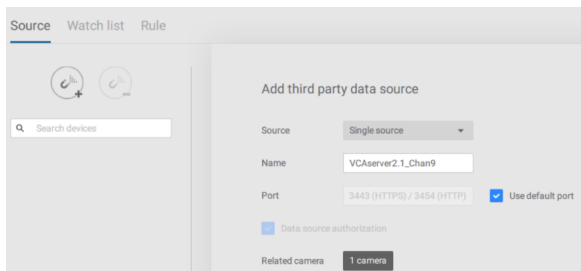 Source Watch list Rule
Add third party data source
Search devices
Source Single source
Name VCAserver2.1_Chan9
Port 3443 (HTTPS) / 3454 (HTTP) Use default port
Data source authorization
Related camera 1 camera